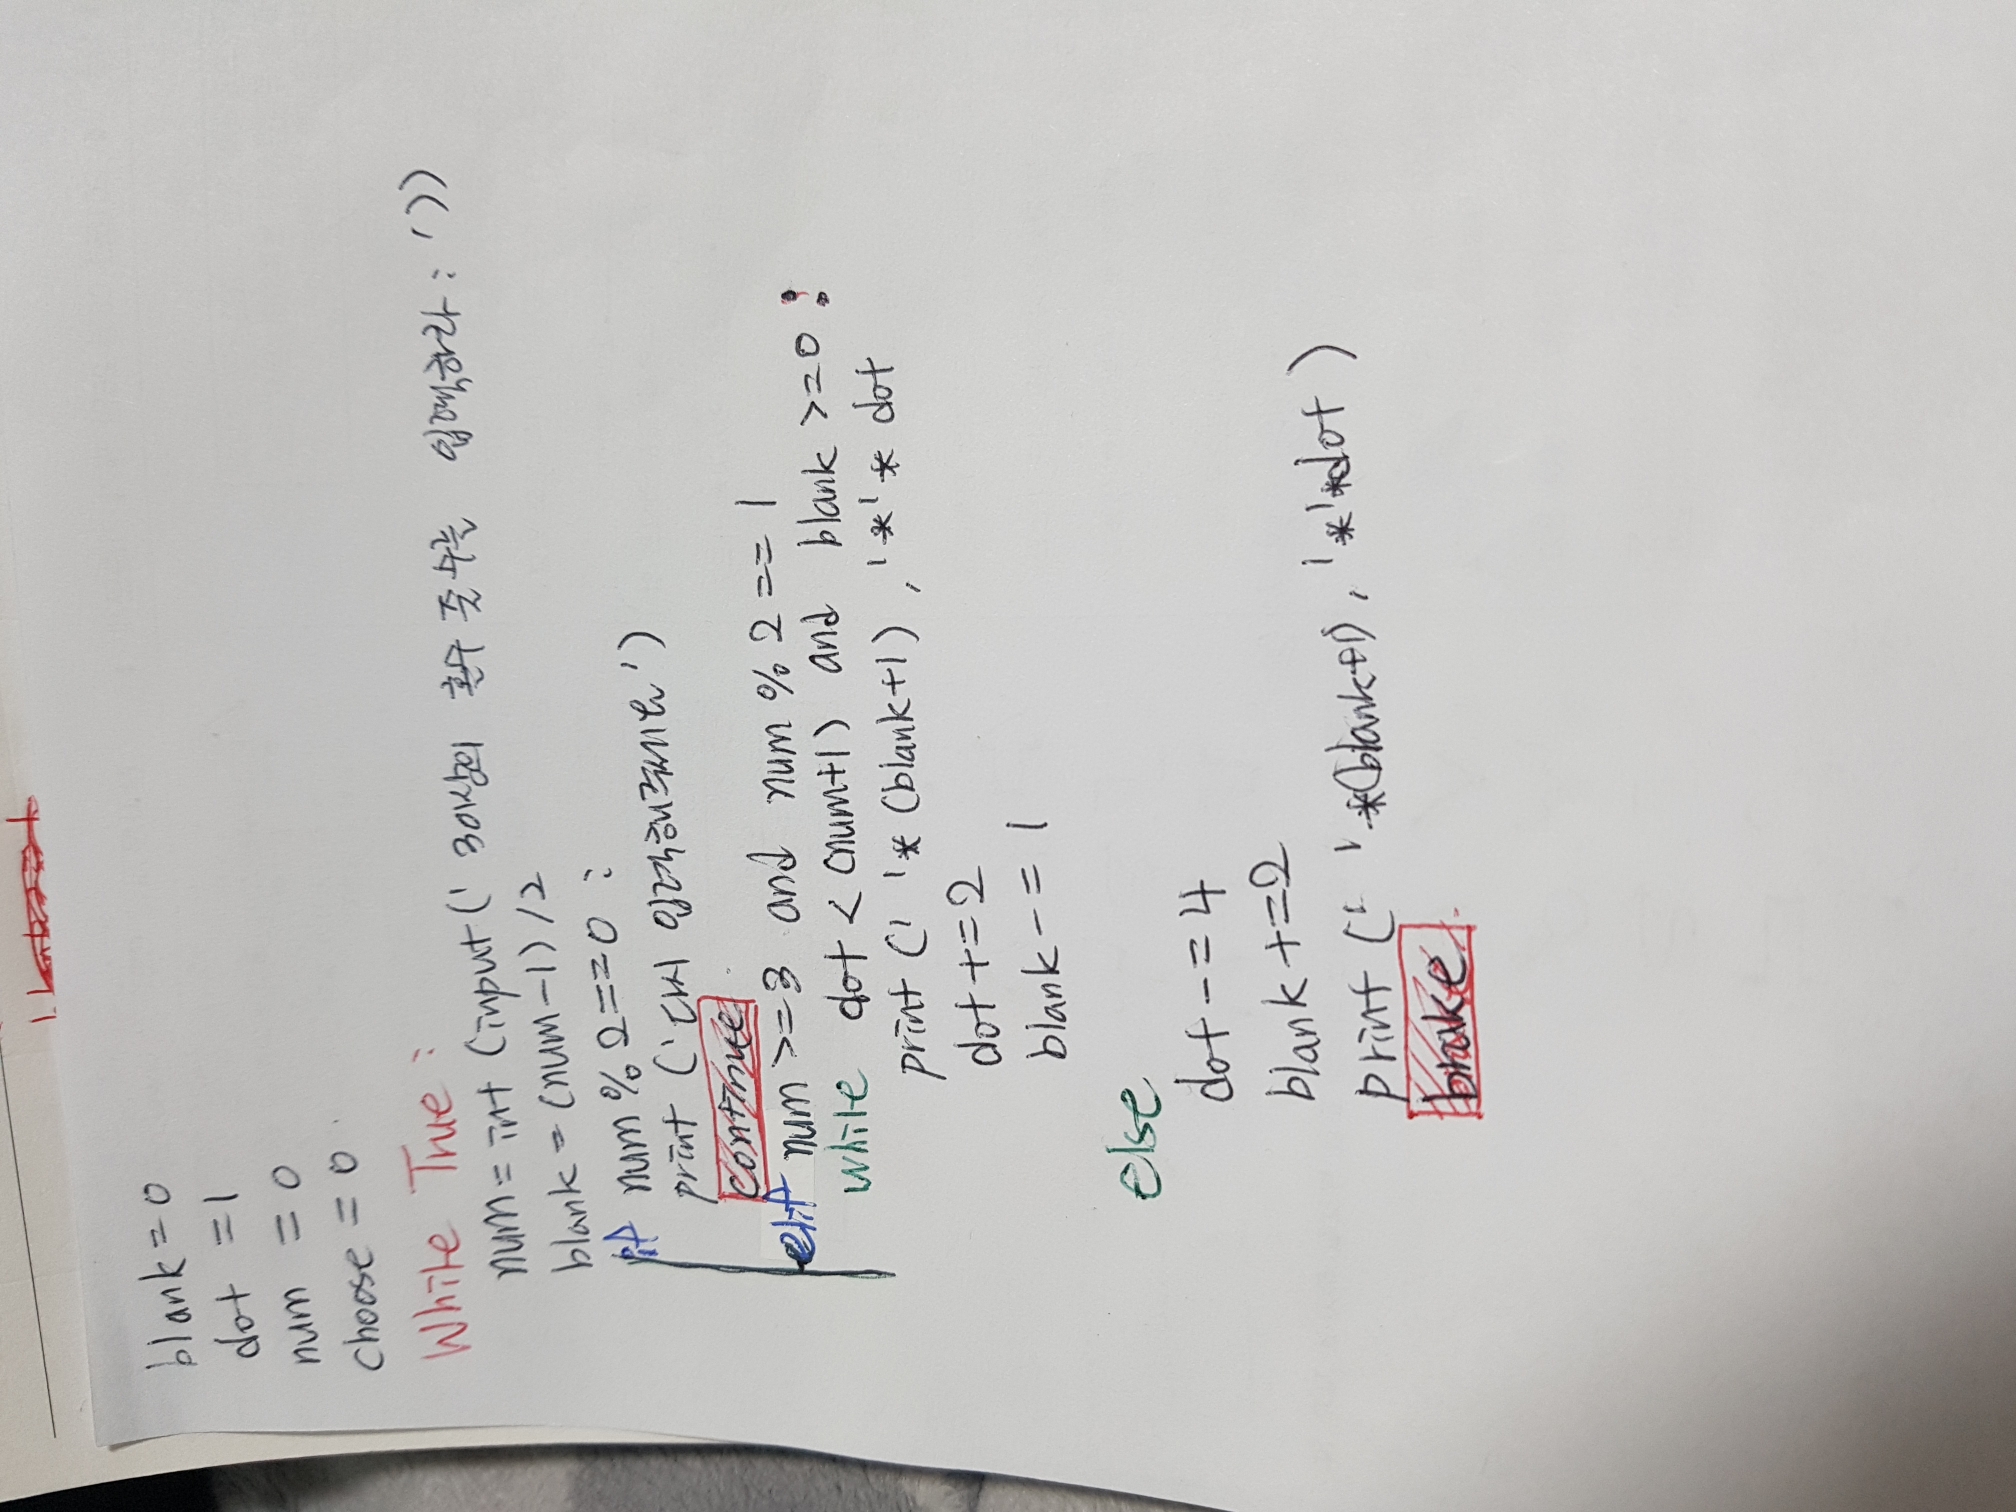 blank = 0
dot = 1
num = 0
choose = 0
While True :
num = int (input (' 3이상의 홀수 줄 수를 입력하라 : '))
blank = (num-1) /2
if num % 2 == 0 :
print (' 다시 입력해주세요 ')
continue
elif num >= 3 and num % 2 == 1
while dot < (num+1) and blank >= 0 :
print (' ' * (blank+1) , '*' * dot
dot += 2
blank -= 1
else
dot -= 4
blank += 2
print (' ' *(blank+1) , '*'*dot )
brake